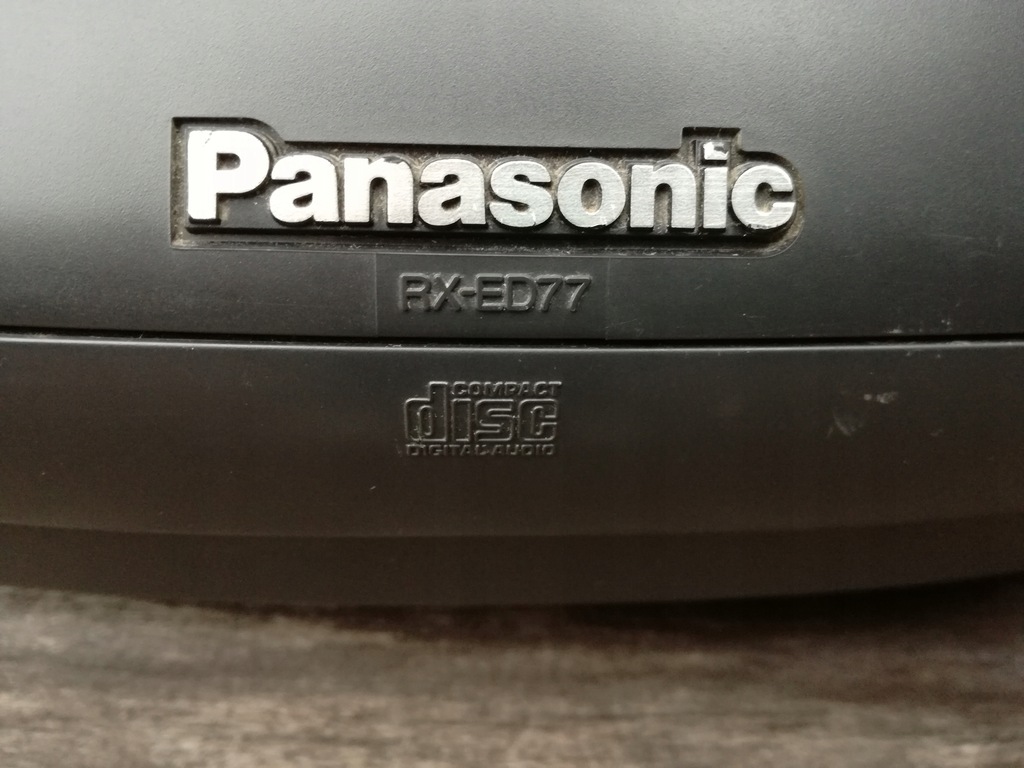 Panasonic
RX-ED77
COMPACT
disc
DIGITAL AUDIO